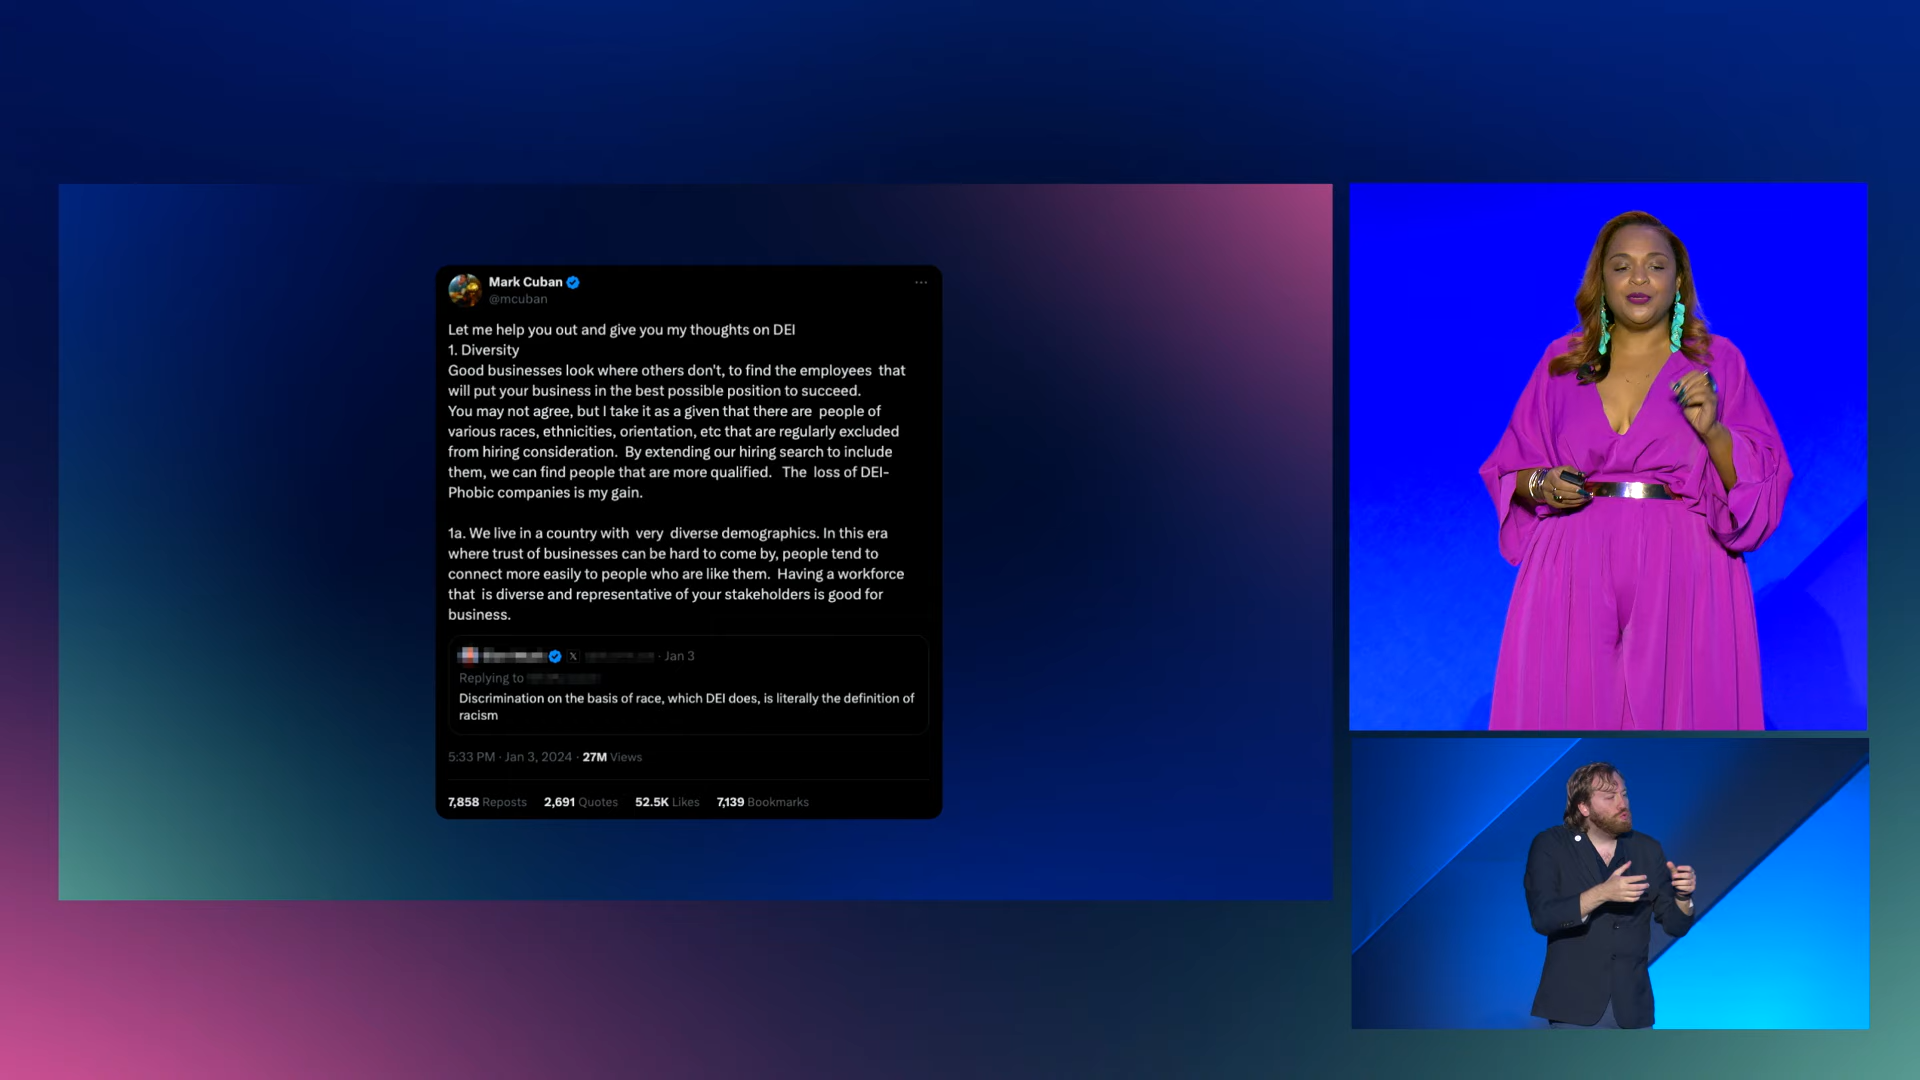 Mark Cuban
@mcuban
Let me help you out and give you my thoughts on DEI
1. Diversity
Good businesses look where others don't, to find the employees that
will put your business in the best possible position to succeed.
You may not agree, but I take it as a given that there are people of
various races, ethnicities, orientation, etc that are regularly excluded
from hiring consideration. By extending our hiring search to include
them, we can find people that are more qualified. The loss of DEI-
Phobic companies is my gain.
1a. We live in a country with very diverse demographics. In this era
where trust of businesses can be hard to come by, people tend to
connect more easily to people who are like them. Having a workforce
that is diverse and representative of your stakeholders is good for
business.
· Jan 3
Replying to
Discrimination on the basis of race, which DEI does, is literally the definition of
racism
5:33 PM · Jan 3, 2024 · 27M Views
7,858 Reposts 2,691 Quotes 52.5K Likes 7,139 Bookmarks